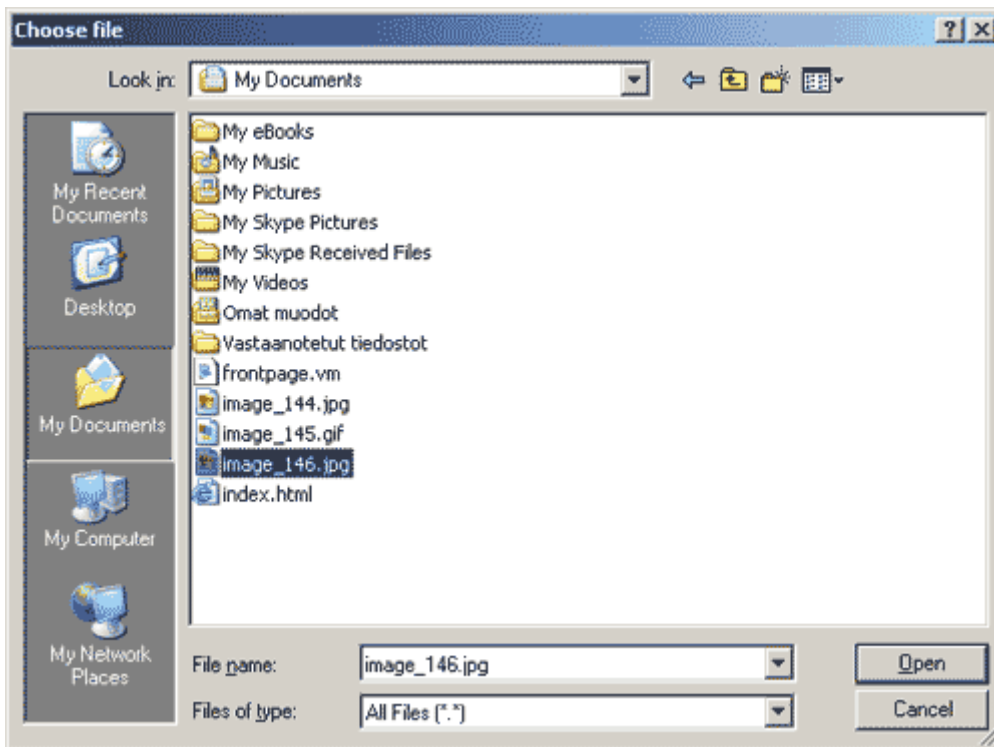 Choose file
Look in: My Documents
My Recent
Documents
Desktop
My Documents
My Computer
My Network
Places
My eBooks
My Music
My Pictures
My Skype Pictures
My Skype Received Files
My Videos
Omat muodot
Vastaanotetut tiedostot
frontpage.vm
image_144.jpg
image_145.gif
image_146.jpg
index.html
File name: image_146.jpg Open
Files of type: All Files (*.*) Cancel